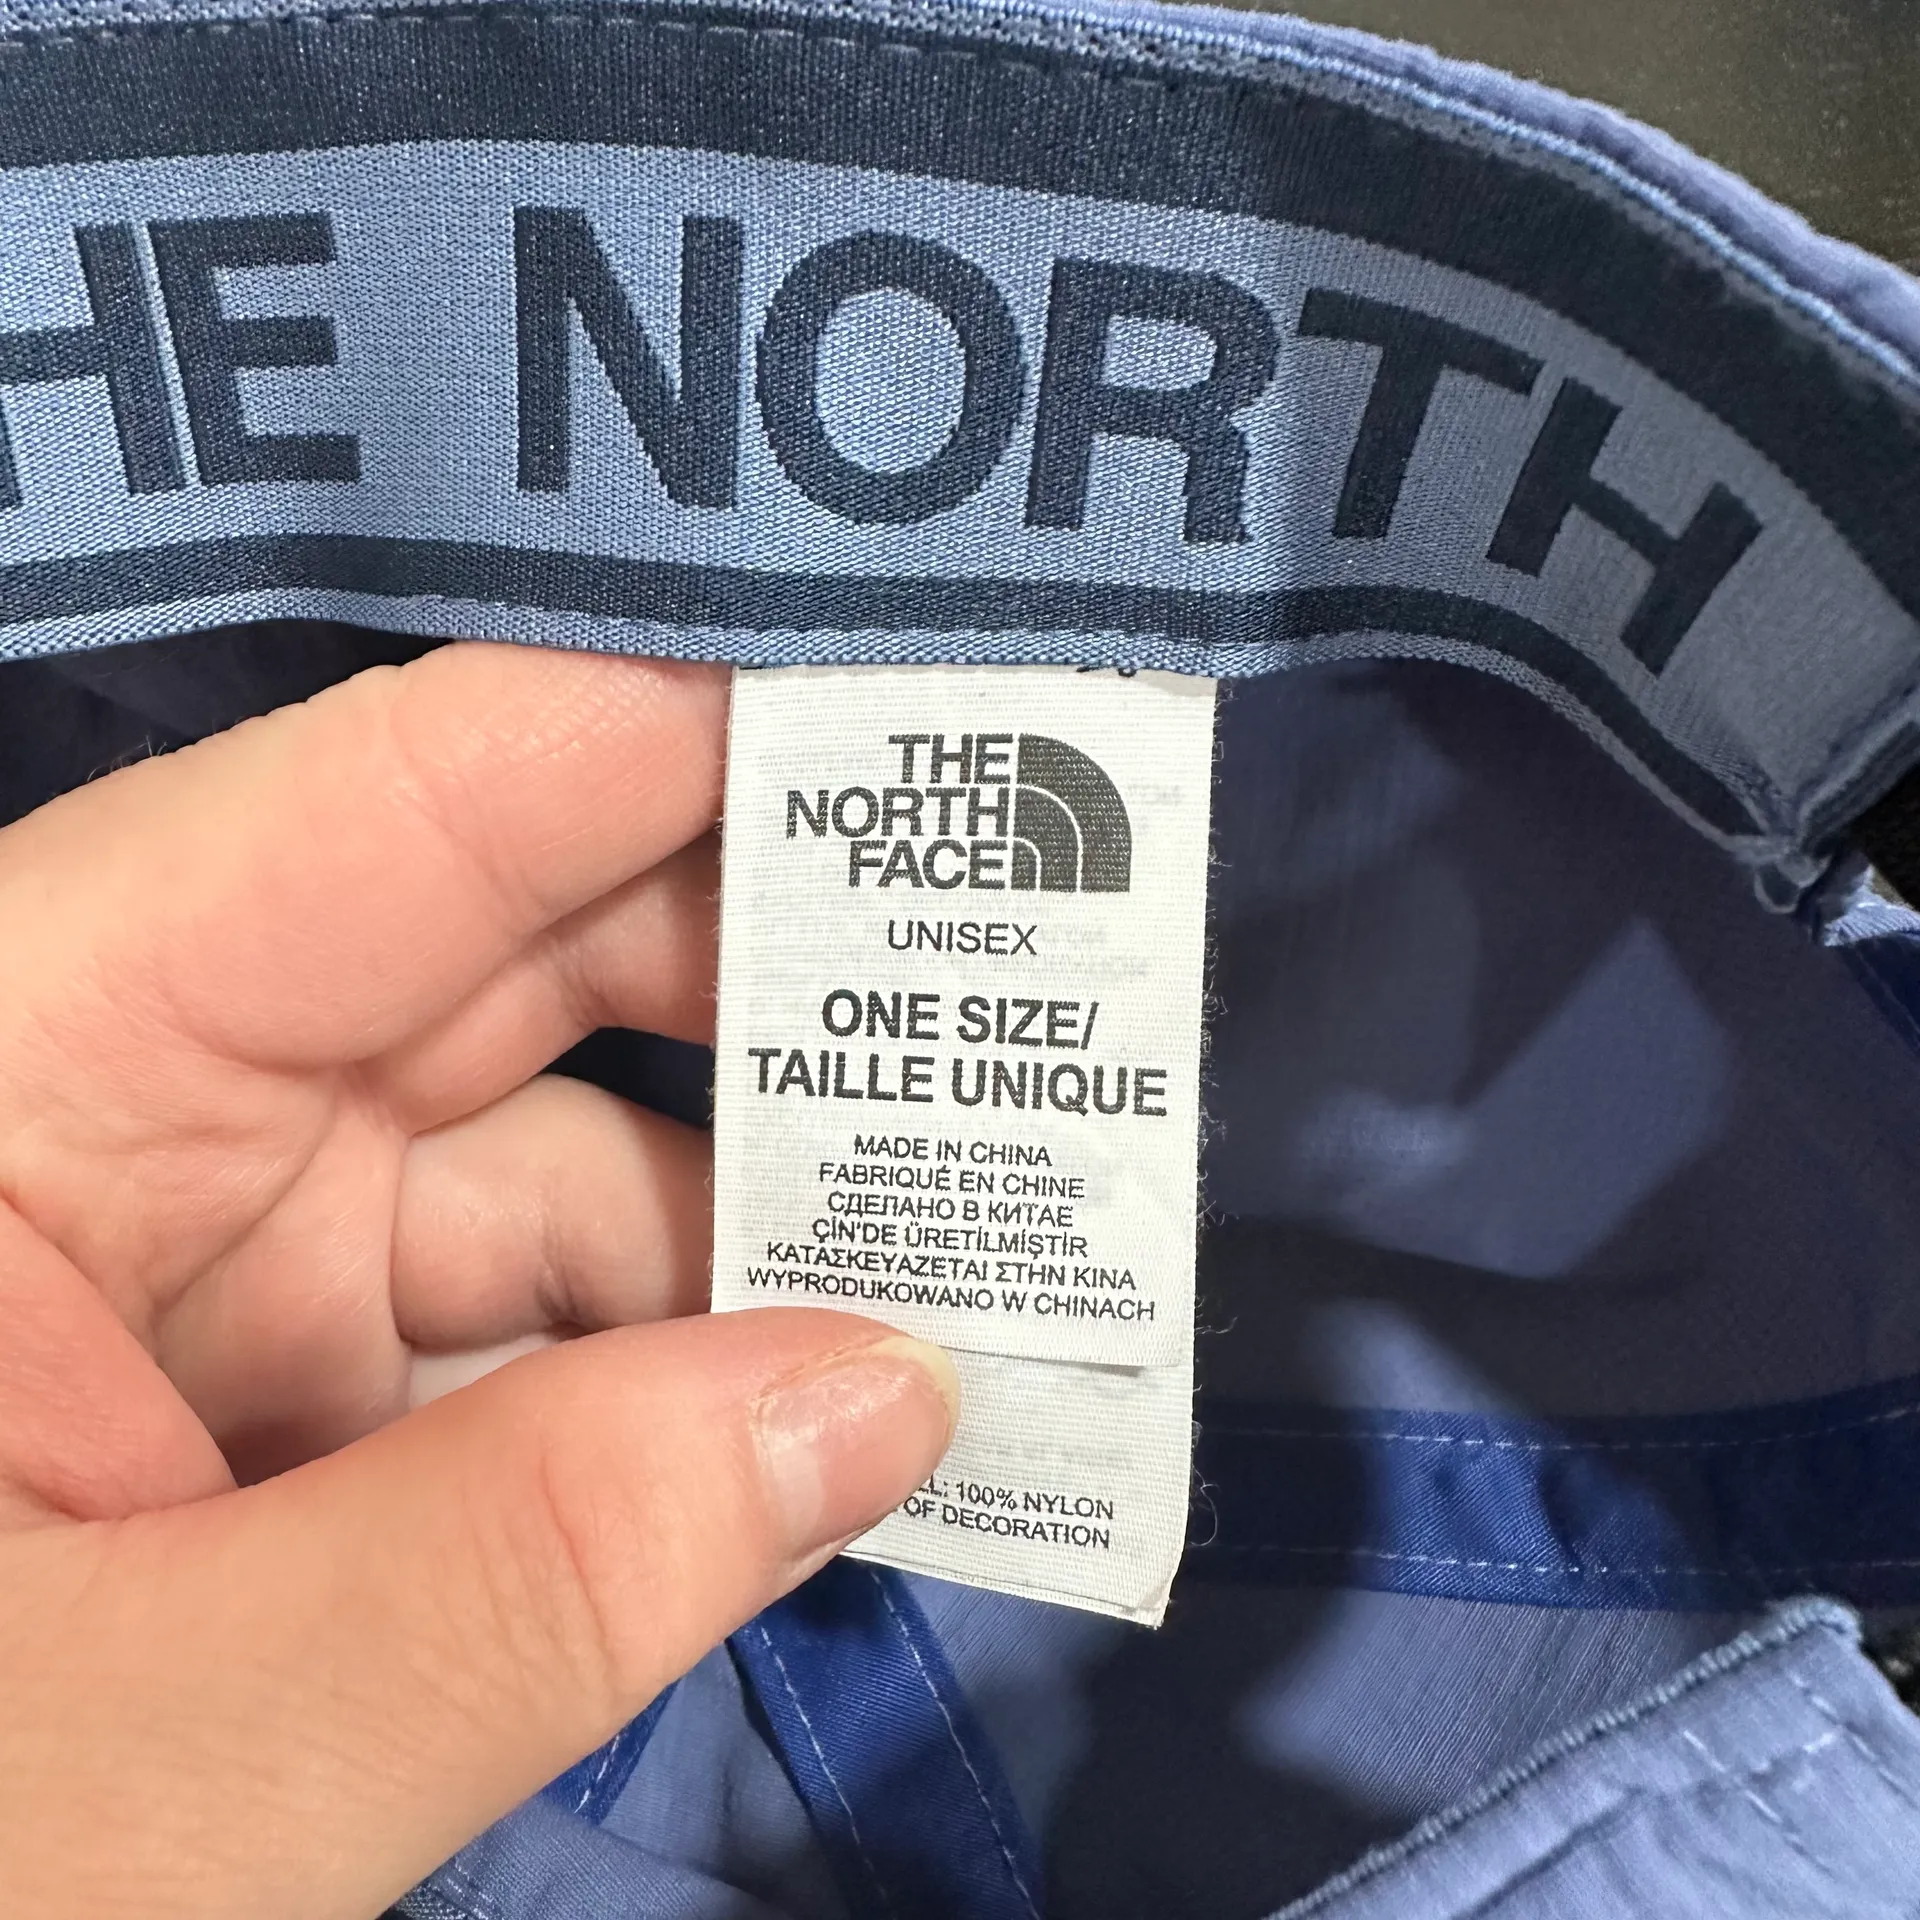 THE NORTH
THE
NORTH
FACE
UNISEX
ONE SIZE/
TAILLE UNIQUE
MADE IN CHINA
FABRIQUÉ EN CHINE
СДЕЛАНО В КИТАЕ
ÇİN'DE ÜRETİLMİŞTİR
ΚΑΤΑΣΚΕΥΑΖΕΤΑΙ ΣΤΗΝ ΚΙΝΑ
WYPRODUKOWANO W CHINACH
100% NYLON
OF DECORATION